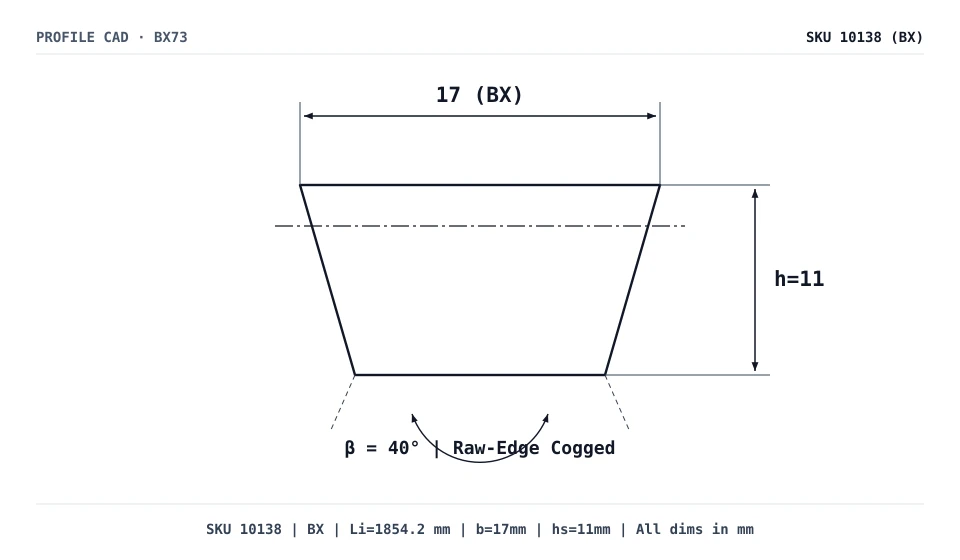 PROFILE CAD · BX73
SKU 10138 (BX)
17 (BX)
h=11
β = 40° | Raw-Edge Cogged
SKU 10138 | BX | Li=1854.2 mm | b=17mm | hs=11mm | All dims in mm